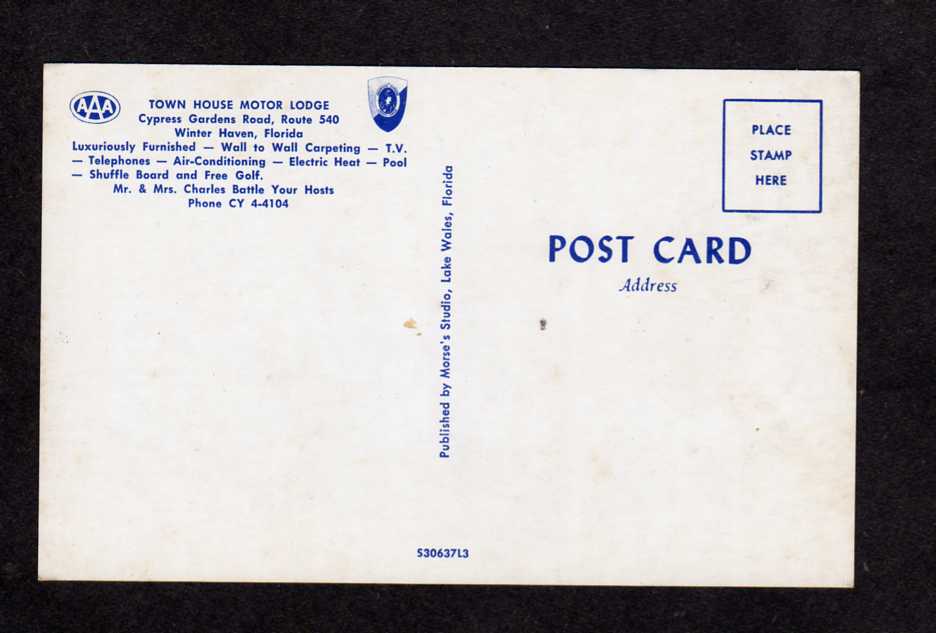 AAA
TOWN HOUSE MOTOR LODGE
Cypress Gardens Road, Route 540
Winter Haven, Florida
Luxuriously Furnished — Wall to Wall Carpeting — T.V.
— Telephones — Air-Conditioning — Electric Heat — Pool
— Shuffle Board and Free Golf.
Mr. & Mrs. Charles Battle Your Hosts
Phone CY 4-4104
Published by Morse's Studio, Lake Wales, Florida
PLACE
STAMP
HERE
POST CARD
Address
S30637L3